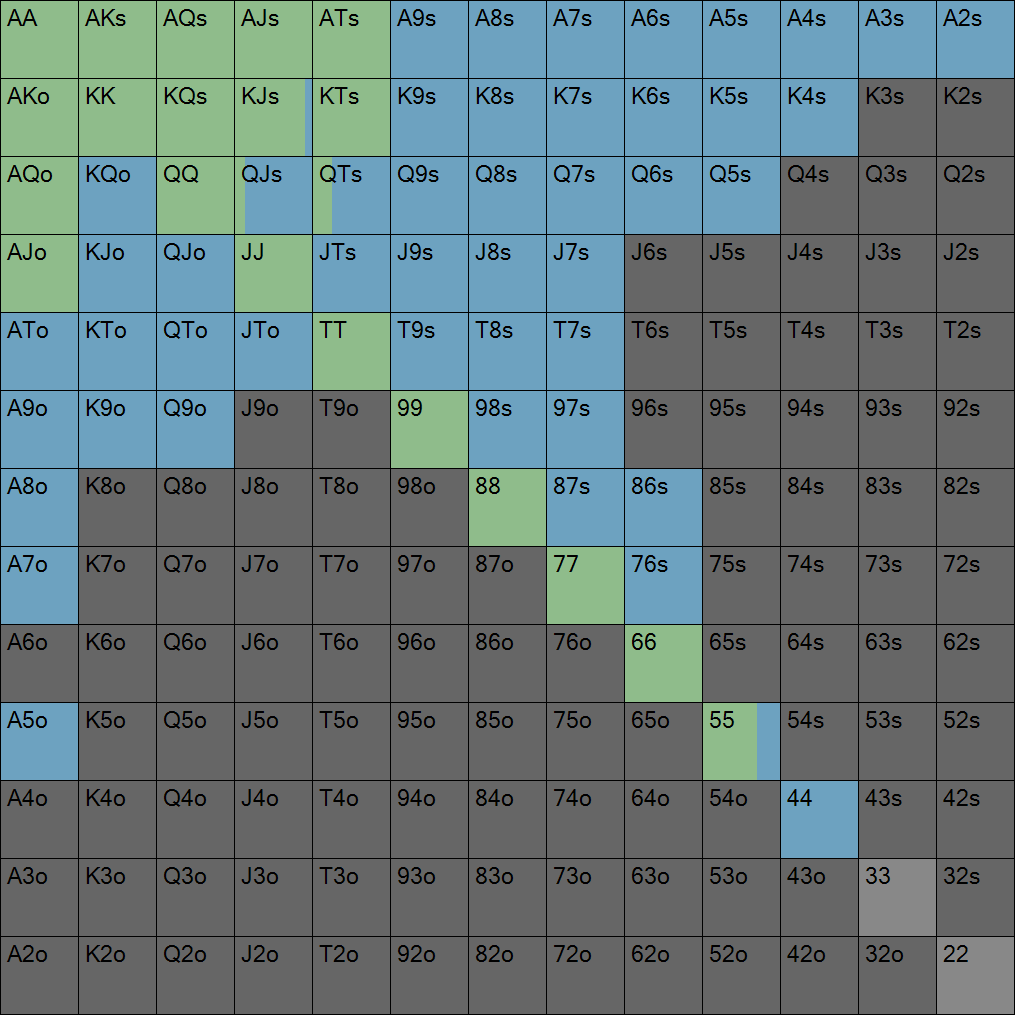 AA AKs AQs AJs ATs A9s A8s A7s A6s A5s A4s A3s A2s
AKo KK KQs KJs KTs K9s K8s K7s K6s K5s K4s K3s K2s
AQo KQo QQ QJs QTs Q9s Q8s Q7s Q6s Q5s Q4s Q3s Q2s
AJo KJo QJo JJ JTs J9s J8s J7s J6s J5s J4s J3s J2s
ATo KTo QTo JTo TT T9s T8s T7s T6s T5s T4s T3s T2s
A9o K9o Q9o J9o T9o 99 98s 97s 96s 95s 94s 93s 92s
A8o K8o Q8o J8o T8o 98o 88 87s 86s 85s 84s 83s 82s
A7o K7o Q7o J7o T7o 97o 87o 77 76s 75s 74s 73s 72s
A6o K6o Q6o J6o T6o 96o 86o 76o 66 65s 64s 63s 62s
A5o K5o Q5o J5o T5o 95o 85o 75o 65o 55 54s 53s 52s
A4o K4o Q4o J4o T4o 94o 84o 74o 64o 54o 44 43s 42s
A3o K3o Q3o J3o T3o 93o 83o 73o 63o 53o 43o 33 32s
A2o K2o Q2o J2o T2o 92o 82o 72o 62o 52o 42o 32o 22